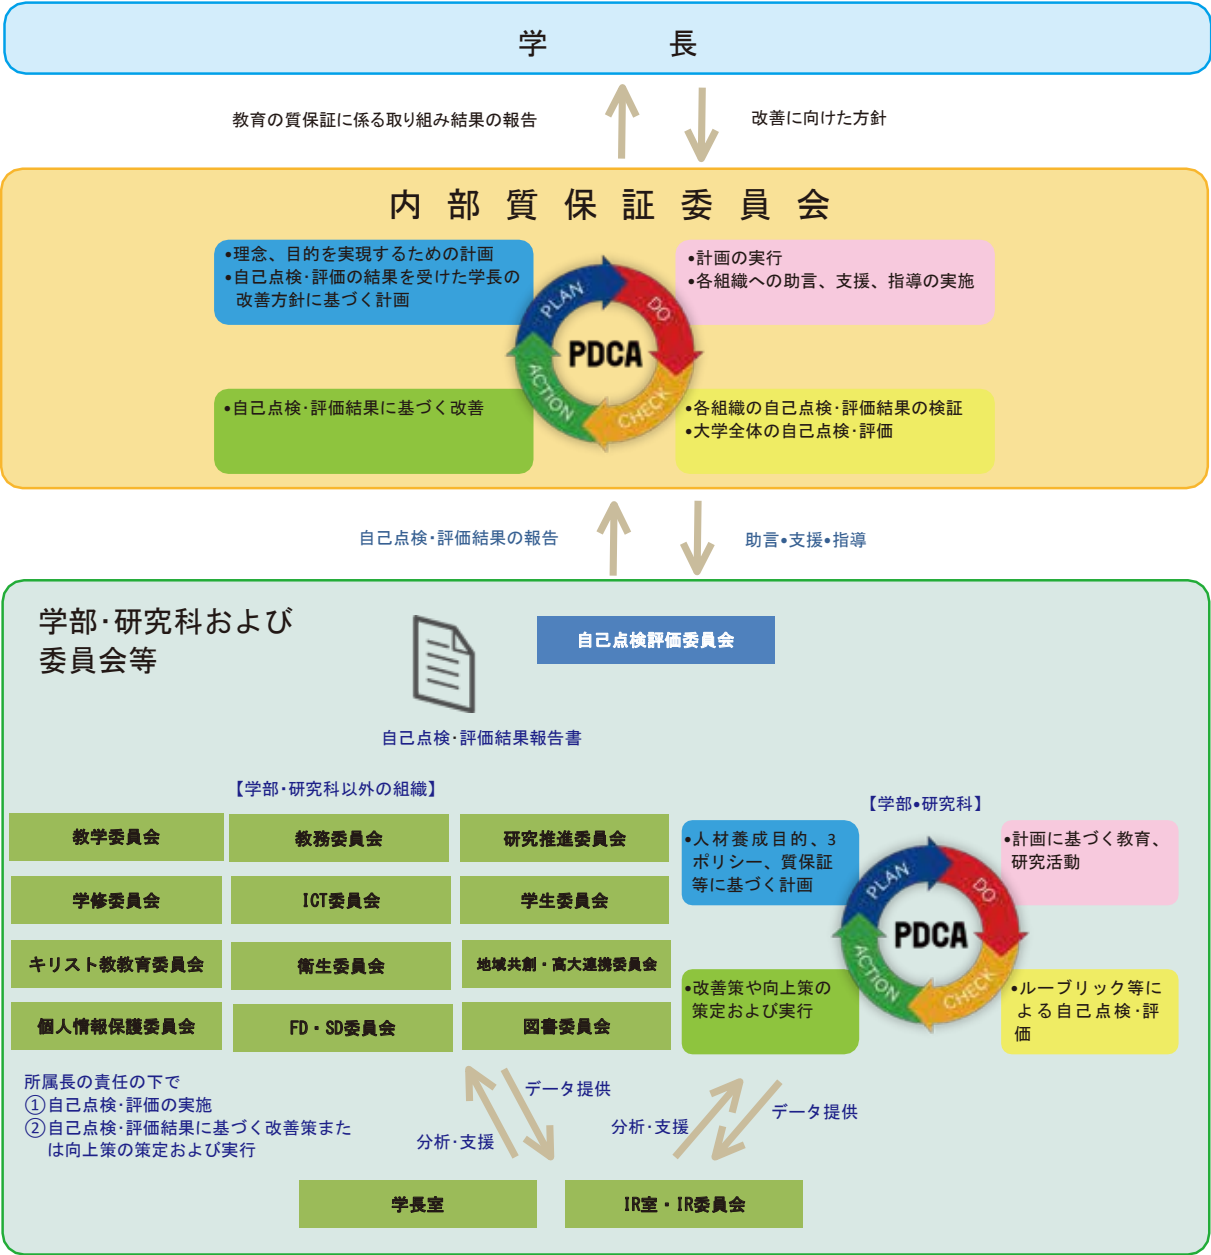 学長
教育の質保証に係る取り組み結果の報告
改善に向けた方針
内部質保証委員会
•理念、目的を実現するための計画
•自己点検・評価の結果を受けた学長の
改善方針に基づく計画
•計画の実行
•各組織への助言、支援、指導の実施
PLAN
DO
PDCA
ACTION
CHECK
•自己点検・評価結果に基づく改善
•各組織の自己点検・評価結果の検証
•大学全体の自己点検・評価
自己点検・評価結果の報告
助言•支援•指導
学部・研究科および
委員会等
自己点検評価委員会
自己点検・評価結果報告書
【学部・研究科以外の組織】
教学委員会
教務委員会
研究推進委員会
学修委員会
ICT委員会
学生委員会
キリスト教教育委員会
衛生委員会
地域共創・高大連携委員会
個人情報保護委員会
FD・SD委員会
図書委員会
【学部•研究科】
•人材養成目的、3
ポリシー、質保証
等に基づく計画
•計画に基づく教育、
研究活動
PLAN
DO
PDCA
ACTION
CHECK
•改善策や向上策の
策定および実行
•ルーブリック等に
よる自己点検・評
価
所属長の責任の下で
①自己点検・評価の実施
②自己点検・評価結果に基づく改善策また
は向上策の策定および実行
データ提供
分析・支援
分析・支援
データ提供
学長室
IR室・IR委員会